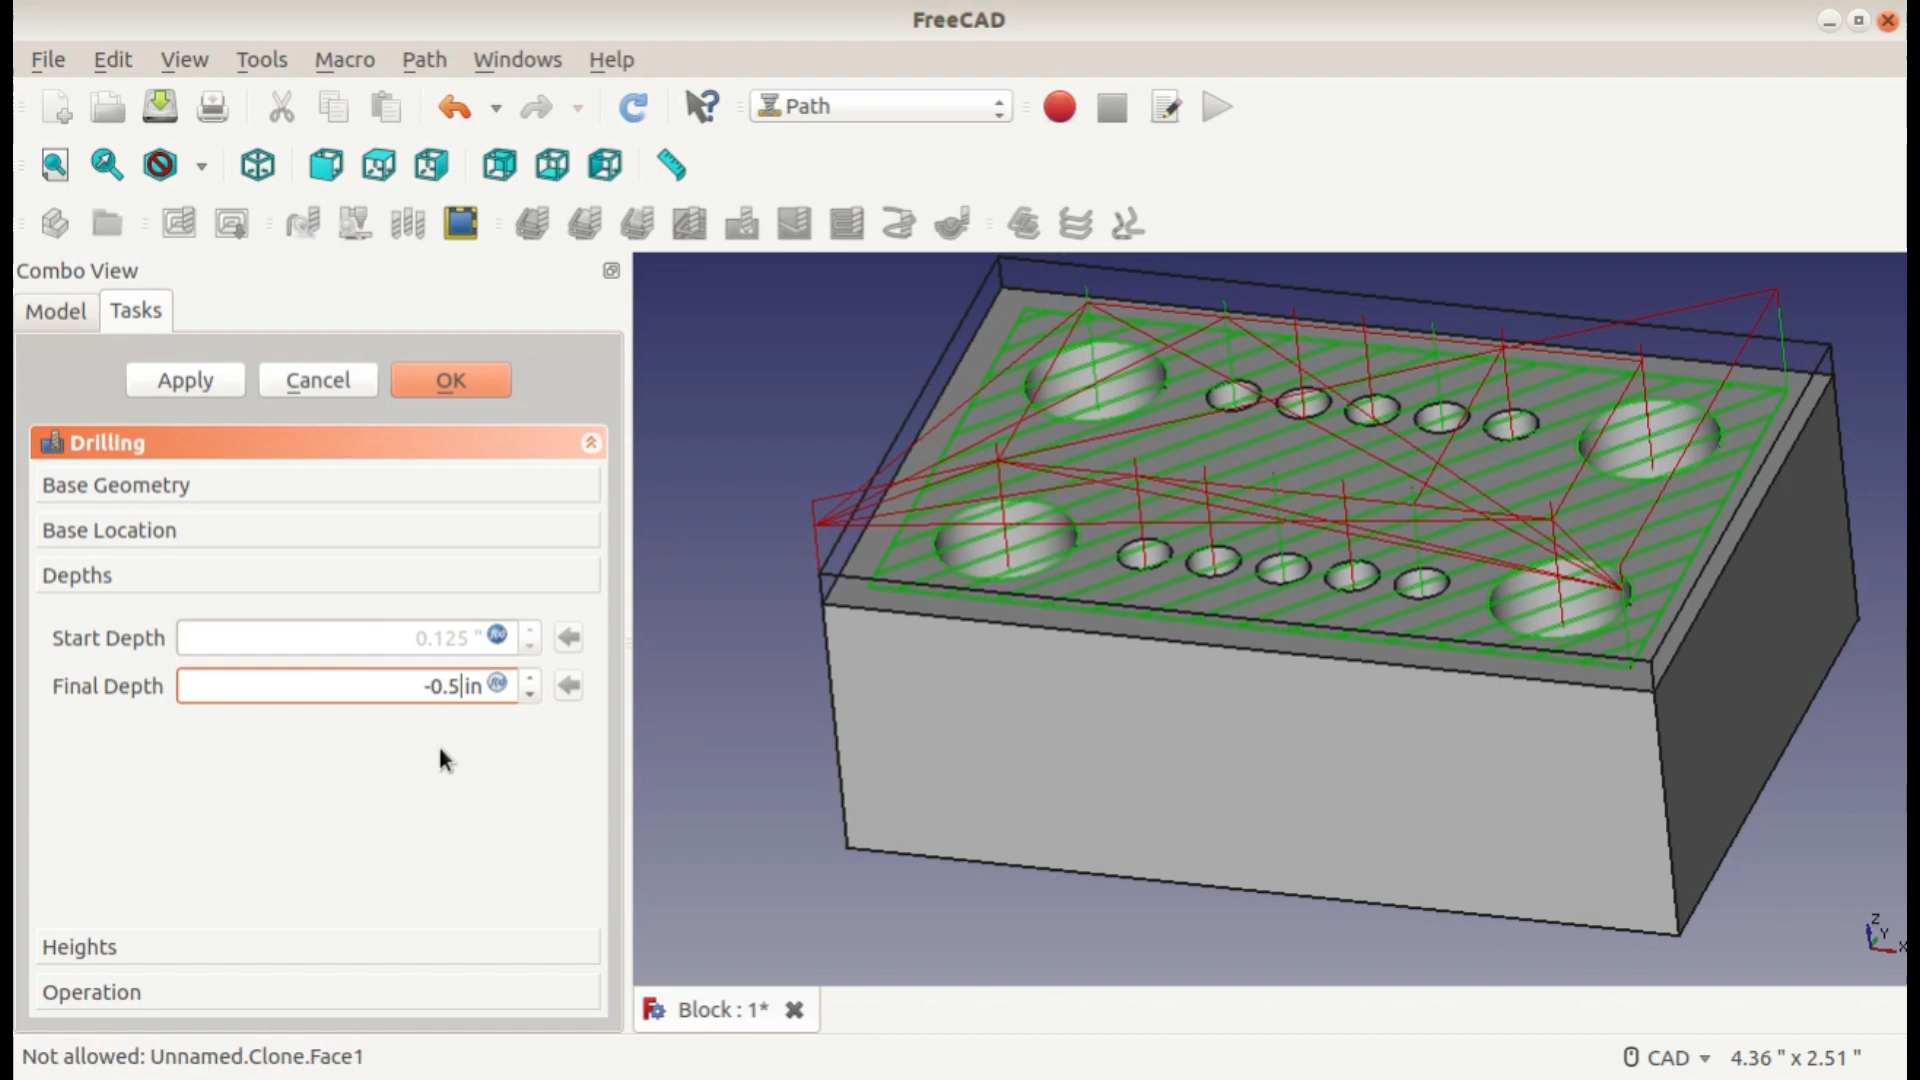 FreeCAD
File Edit View Tools Macro Path Windows Help
Path
Combo View
Model Tasks
Apply Cancel OK
Drilling
Base Geometry
Base Location
Depths
Start Depth 0.125 "
Final Depth -0.5in
Heights
Operation
Z
Y
X
Block : 1*
Not allowed: Unnamed.Clone.Face1
CAD 4.36 " x 2.51 "